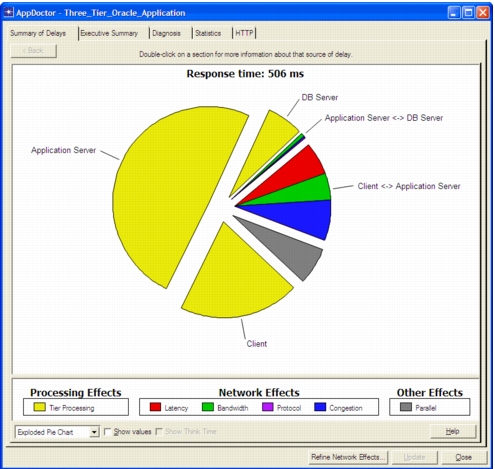 AppDoctor - Three_Tier_Oracle_Application
Summary of Delays Executive Summary Diagnosis Statistics HTTP
< Back
Double-click on a section for more information about that source of delay.
Response time: 506 ms
DB Server
Application Server <-> DB Server
Application Server
Client <-> Application Server
Client
Processing Effects Network Effects Other Effects
Tier Processing Latency Bandwidth Protocol Congestion Parallel
Exploded Pie Chart Show values Show Think Time Help
Refine Network Effects... Update Close